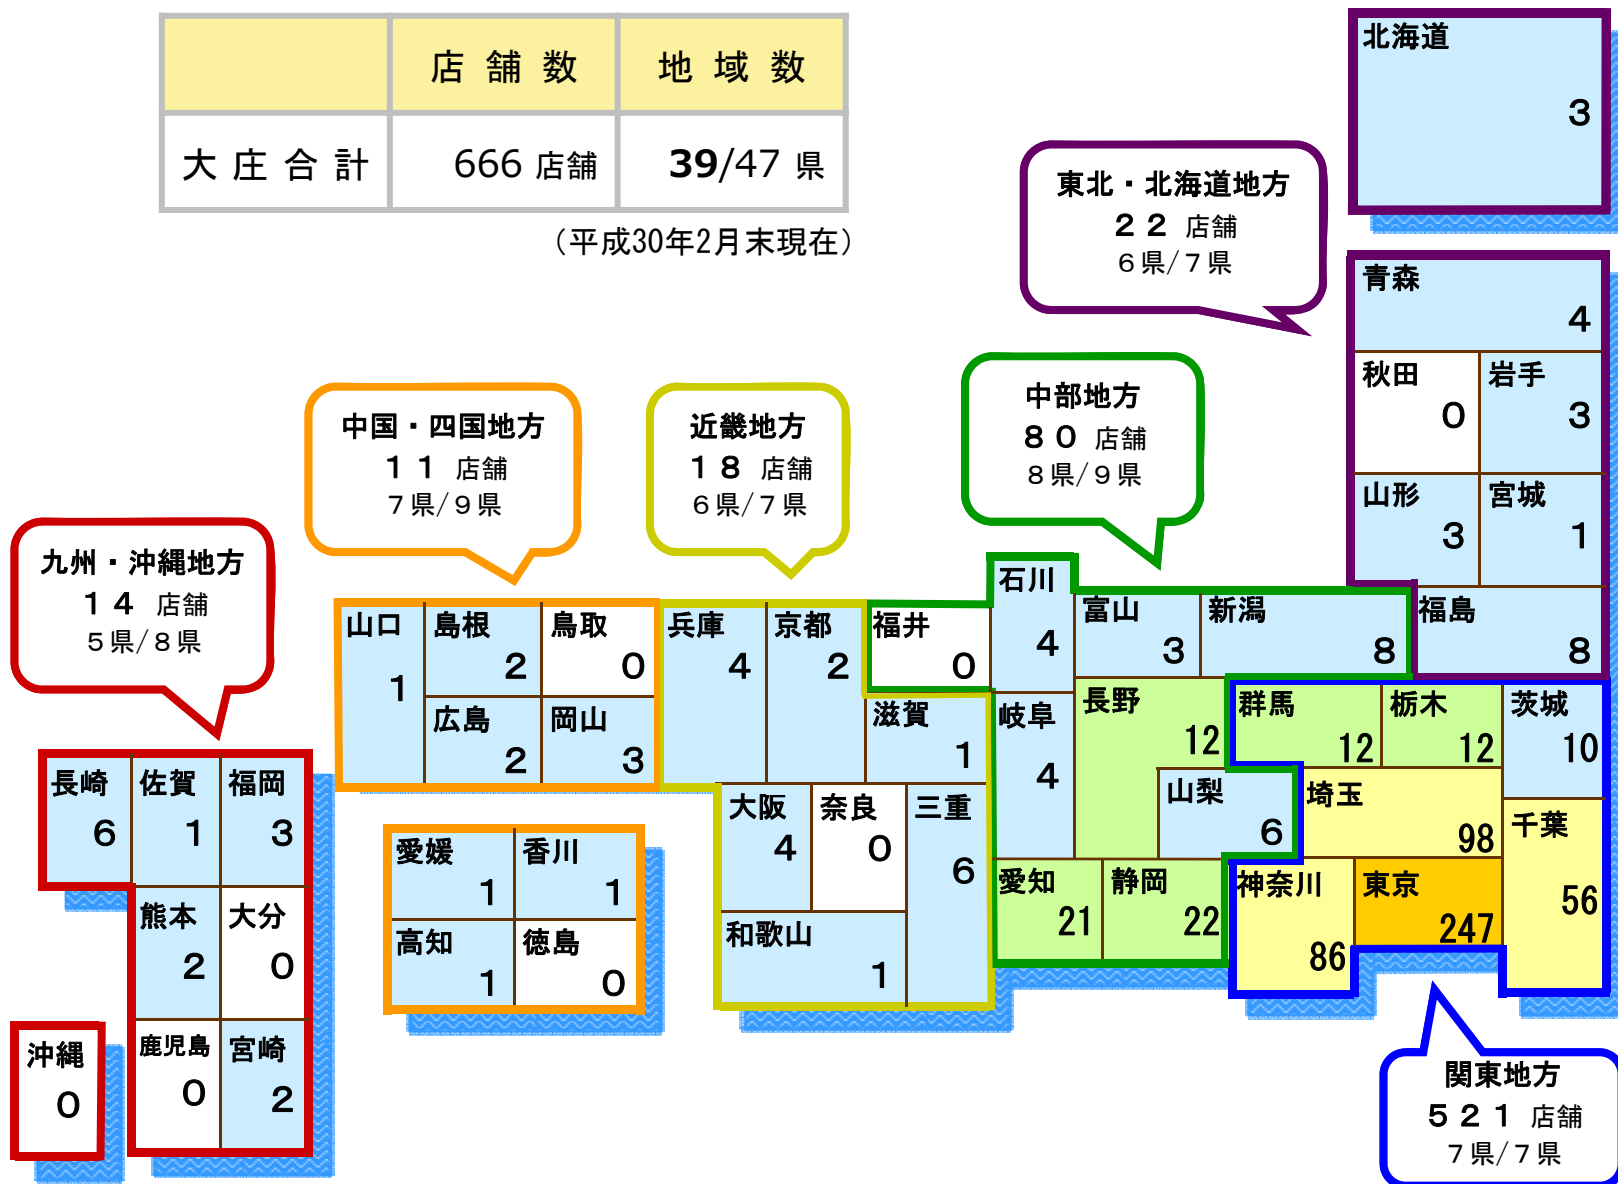 店舗数 地域数
大庄合計 666 店舗 39/47 県
（平成30年2月末現在）
北海道
3
東北・北海道地方
２２ 店舗
６県/７県
青森
4
秋田
0
岩手
3
山形
3
宮城
1
福島
8
中部地方
８０ 店舗
８県/９県
石川
4
富山
3
新潟
8
福井
0
岐阜
4
長野
12
山梨
6
愛知
21
静岡
22
関東地方
５２１ 店舗
７県/７県
群馬
12
栃木
12
茨城
10
埼玉
98
千葉
56
神奈川
86
東京
247
近畿地方
１８ 店舗
６県/７県
兵庫
4
京都
2
滋賀
1
大阪
4
奈良
0
三重
6
和歌山
1
中国・四国地方
１１ 店舗
７県/９県
山口
1
島根
2
鳥取
0
広島
2
岡山
3
愛媛
1
香川
1
高知
1
徳島
0
九州・沖縄地方
１４ 店舗
５県/８県
長崎
6
佐賀
1
福岡
3
熊本
2
大分
0
鹿児島
0
宮崎
2
沖縄
0